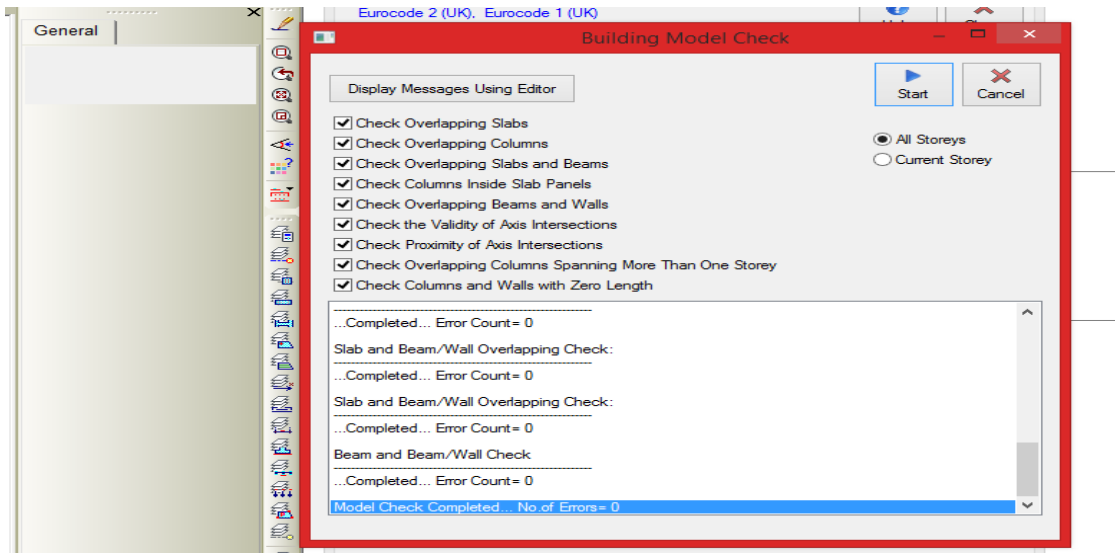 Eurocode 2 (UK), Eurocode 1 (UK)
General
Building Model Check
Display Messages Using Editor
Start
Cancel
Check Overlapping Slabs
Check Overlapping Columns
Check Overlapping Slabs and Beams
Check Columns Inside Slab Panels
Check Overlapping Beams and Walls
Check the Validity of Axis Intersections
Check Proximity of Axis Intersections
Check Overlapping Columns Spanning More Than One Storey
Check Columns and Walls with Zero Length
All Storeys
Current Storey
------------------------------------------------------------
...Completed... Error Count= 0
Slab and Beam/Wall Overlapping Check:
------------------------------------------------------------
...Completed... Error Count= 0
Slab and Beam/Wall Overlapping Check:
------------------------------------------------------------
...Completed... Error Count= 0
Beam and Beam/Wall Check
------------------------------------------------------------
...Completed... Error Count= 0
Model Check Completed... No.of Errors= 0